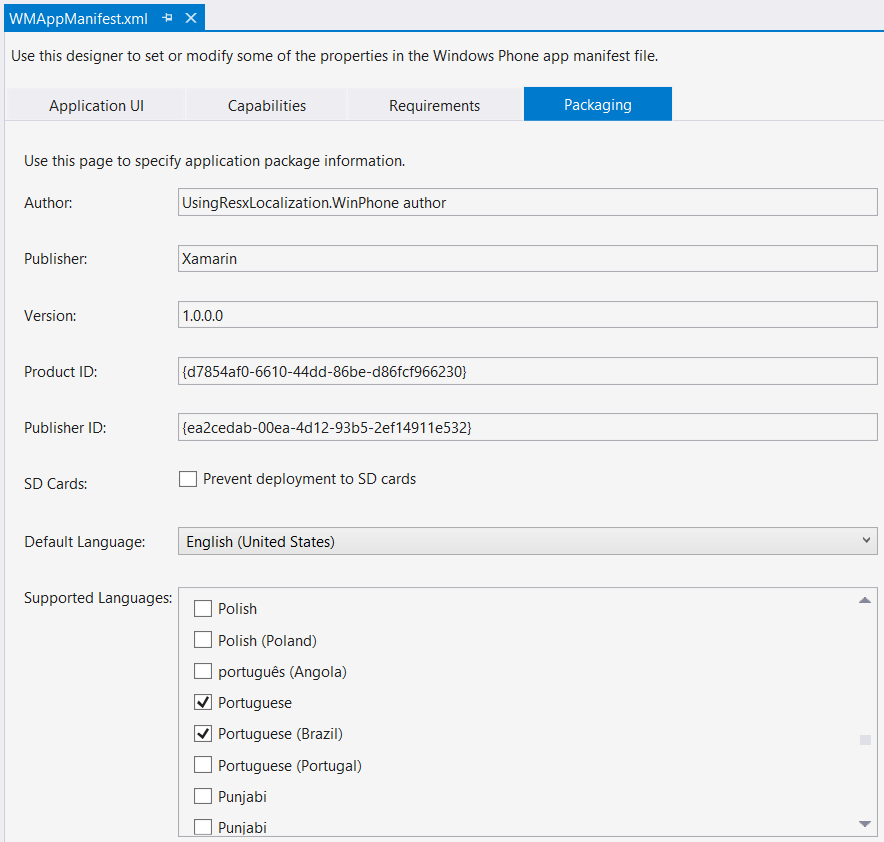 WMAppManifest.xml
Use this designer to set or modify some of the properties in the Windows Phone app manifest file.
Application UI Capabilities Requirements Packaging
Use this page to specify application package information.
Author: UsingResxLocalization.WinPhone author
Publisher: Xamarin
Version: 1.0.0.0
Product ID: {d7854af0-6610-44dd-86be-d86fcf966230}
Publisher ID: {ea2cedab-00ea-4d12-93b5-2ef14911e532}
SD Cards: Prevent deployment to SD cards
Default Language: English (United States)
Supported Languages:
Polish
Polish (Poland)
português (Angola)
Portuguese
Portuguese (Brazil)
Portuguese (Portugal)
Punjabi
Punjabi